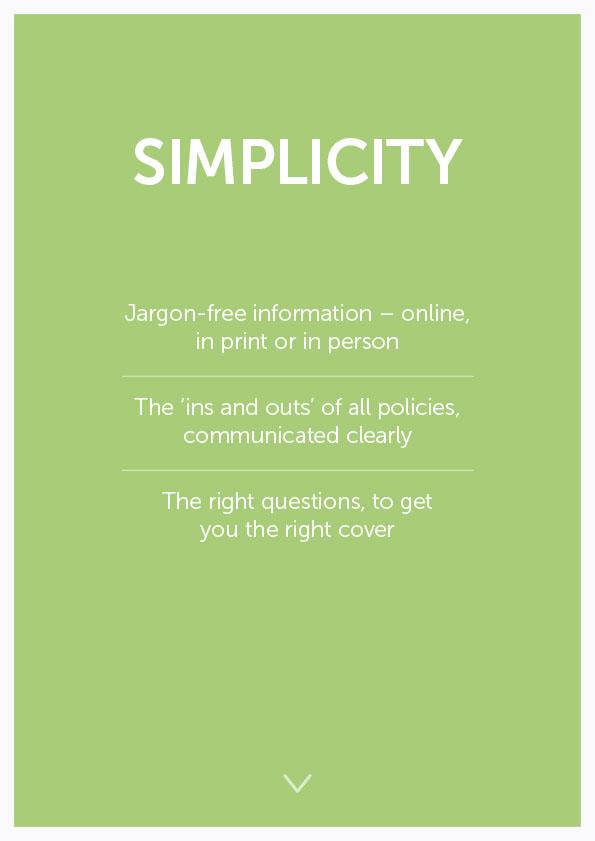 SIMPLICITY
Jargon-free information – online,
in print or in person
The ‘ins and outs’ of all policies,
communicated clearly
The right questions, to get
you the right cover